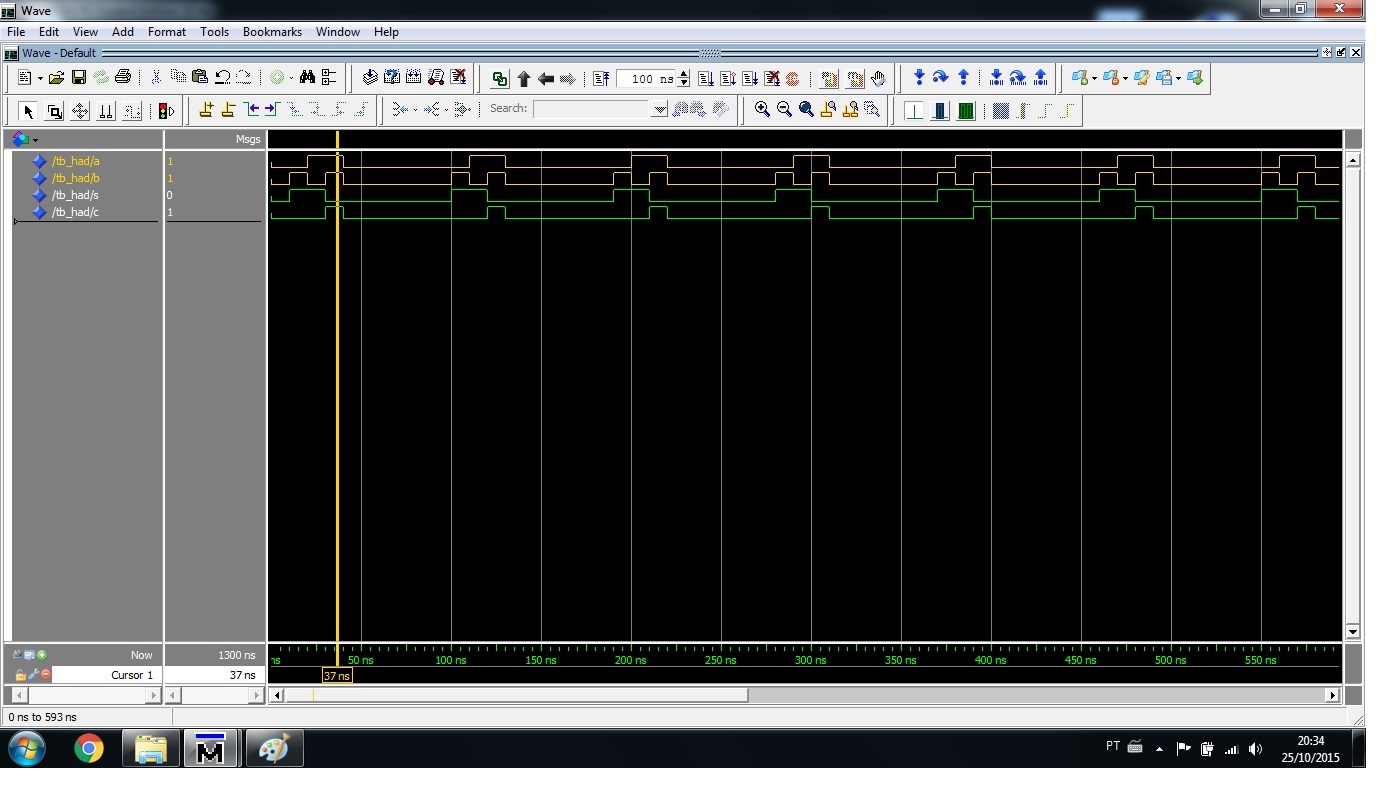 Wave
File Edit View Add Format Tools Bookmarks Window Help
Wave - Default
100 ns
Search:
Msgs
/tb_had/a 1
/tb_had/b 1
/tb_had/s 0
/tb_had/c 1
Now 1300 ns
ns 50 ns 100 ns 150 ns 200 ns 250 ns 300 ns 350 ns 400 ns 450 ns 500 ns 550 ns
Cursor 1 37 ns
37 ns
0 ns to 593 ns
M
PT
20:34
25/10/2015